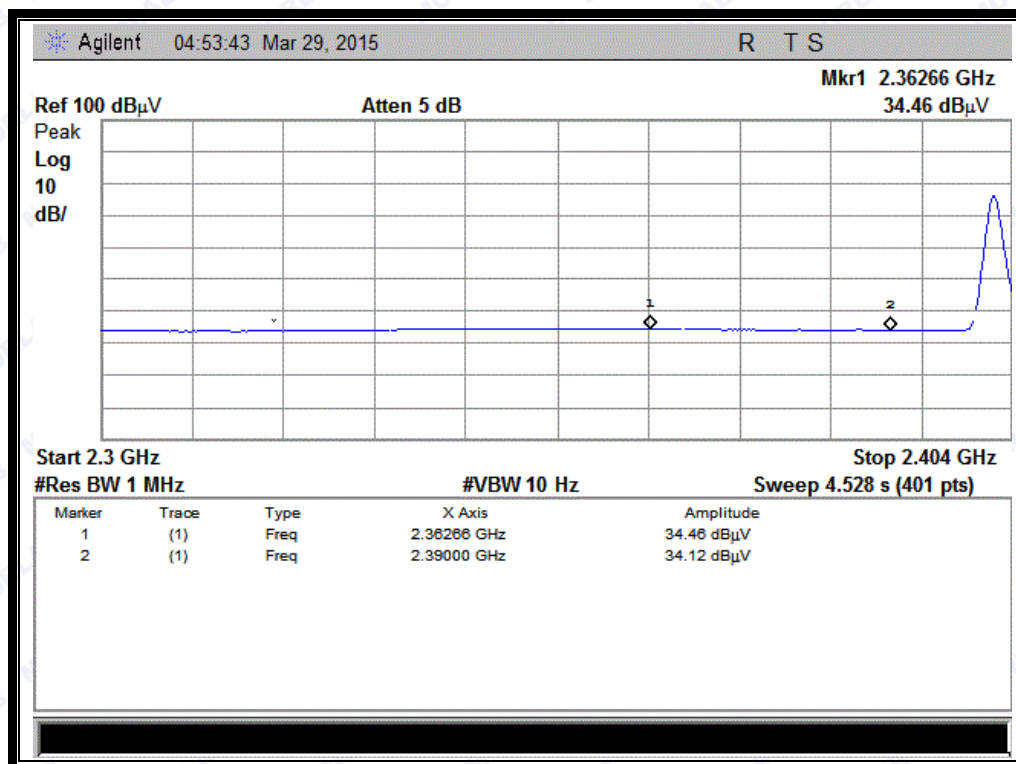 Agilent 04:53:43 Mar 29, 2015 R T S
Mkr1 2.36266 GHz
Ref 100 dBμV Atten 5 dB 34.46 dBμV
Peak
Log
10
dB/
1
2
Start 2.3 GHz Stop 2.404 GHz
#Res BW 1 MHz #VBW 10 Hz Sweep 4.528 s (401 pts)
Marker Trace Type X Axis Amplitude
1 (1) Freq 2.36266 GHz 34.46 dBμV
2 (1) Freq 2.39000 GHz 34.12 dBμV